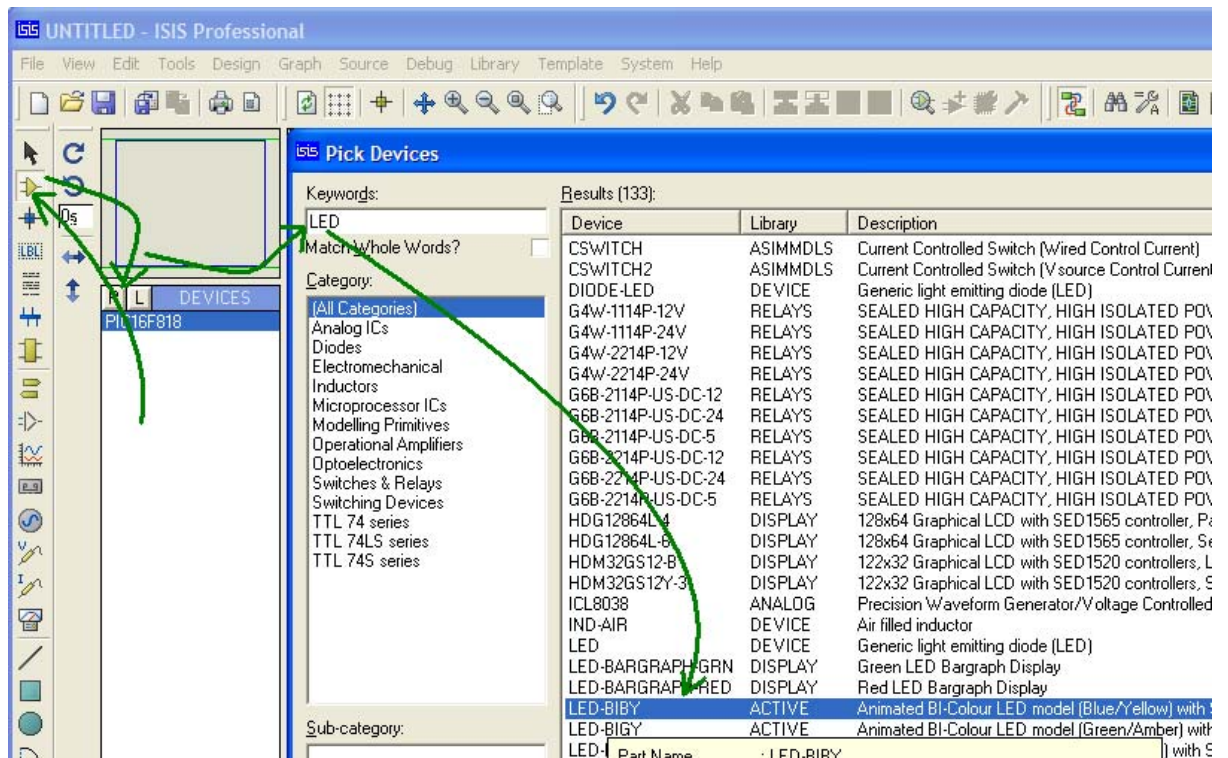 isis UNTITLED - ISIS Professional
File View Edit Tools Design Graph Source Debug Library Template System Help
isis Pick Devices
LBL
P L DEVICES
PIC16F818
Keywords:
LED
Match Whole Words?
Category:
(All Categories)
Analog ICs
Diodes
Electromechanical
Inductors
Microprocessor ICs
Modelling Primitives
Operational Amplifiers
Optoelectronics
Switches & Relays
Switching Devices
TTL 74 series
TTL 74LS series
TTL 74S series
Sub-category:
Results (133):
Device Library Description
CSWITCH ASIMMDLS Current Controlled Switch (Wired Control Current)
CSWITCH2 ASIMMDLS Current Controlled Switch (Vsource Control Current
DIODE-LED DEVICE Generic light emitting diode (LED)
G4W-1114P-12V RELAYS SEALED HIGH CAPACITY, HIGH ISOLATED POV
G4W-1114P-24V RELAYS SEALED HIGH CAPACITY, HIGH ISOLATED POV
G4W-2214P-12V RELAYS SEALED HIGH CAPACITY, HIGH ISOLATED POV
G4W-2214P-24V RELAYS SEALED HIGH CAPACITY, HIGH ISOLATED POV
G6B-2114P-US-DC-12 RELAYS SEALED HIGH CAPACITY, HIGH ISOLATED POV
G6B-2114P-US-DC-24 RELAYS SEALED HIGH CAPACITY, HIGH ISOLATED POV
G6B-2114P-US-DC-5 RELAYS SEALED HIGH CAPACITY, HIGH ISOLATED POV
G6B-2214P-US-DC-12 RELAYS SEALED HIGH CAPACITY, HIGH ISOLATED POV
G6B-2214P-US-DC-24 RELAYS SEALED HIGH CAPACITY, HIGH ISOLATED POV
G6B-2214P-US-DC-5 RELAYS SEALED HIGH CAPACITY, HIGH ISOLATED POV
HDG12864L-4 DISPLAY 128x64 Graphical LCD with SED1565 controller, Pa
HDG12864L-6 DISPLAY 128x64 Graphical LCD with SED1565 controller, Se
HDM32GS12-B DISPLAY 122x32 Graphical LCD with SED1520 controllers, L
HDM32GS12Y-3 DISPLAY 122x32 Graphical LCD with SED1520 controllers, S
ICL8038 ANALOG Precision Waveform Generator/Voltage Controlled
IND-AIR DEVICE Air filled inductor
LED DEVICE Generic light emitting diode (LED)
LED-BARGRAPH-GRN DISPLAY Green LED Bargraph Display
LED-BARGRAPH-RED DISPLAY Red LED Bargraph Display
LED-BIBY ACTIVE Animated BI-Colour LED model (Blue/Yellow) with S
LED-BIGY ACTIVE Animated BI-Colour LED model (Green/Amber) with
LED- Part Name : LED-BIBY ) with S